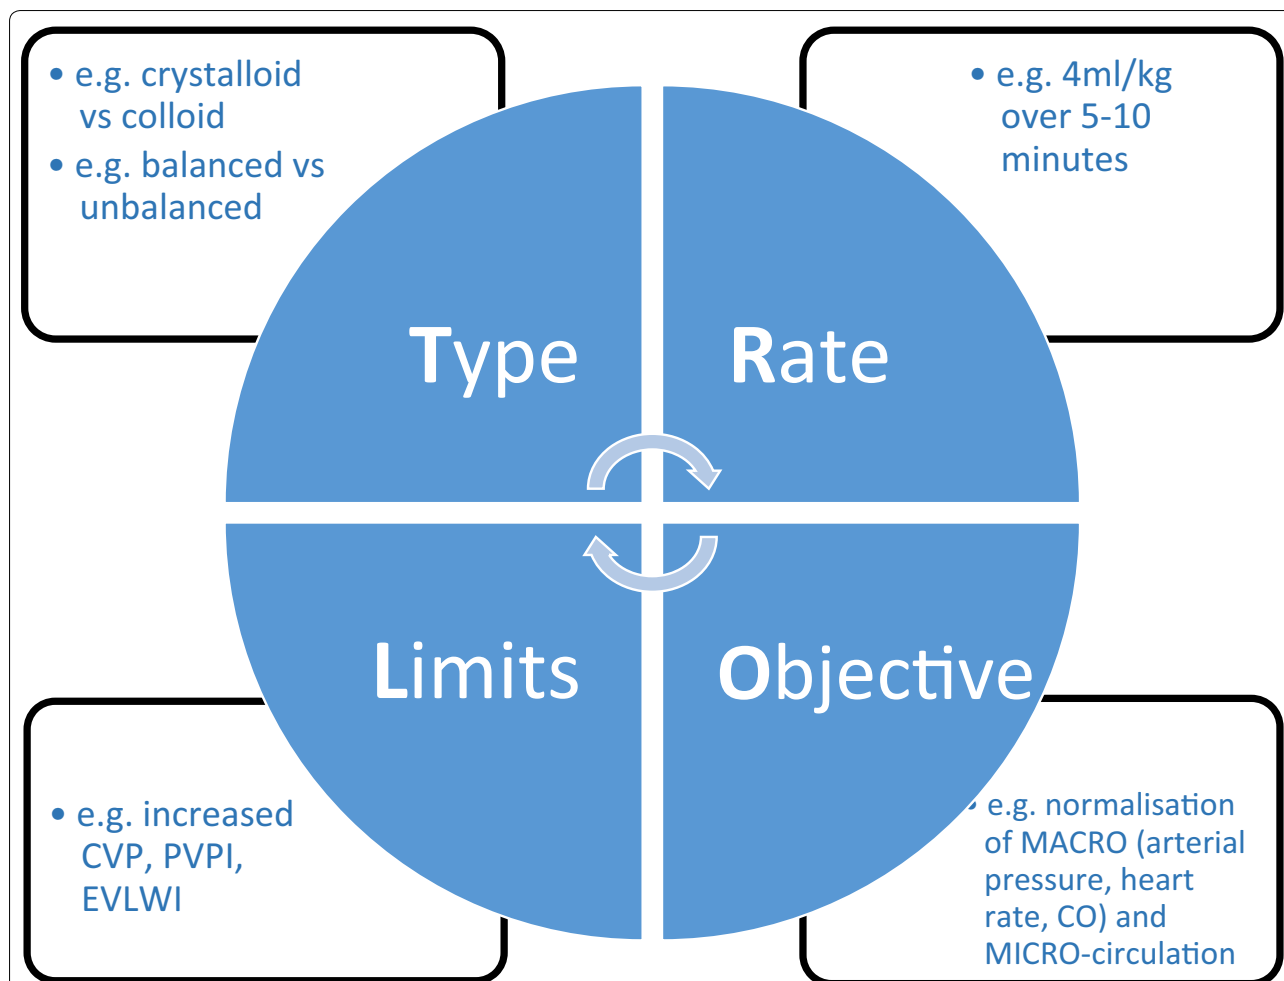 • e.g. crystalloid
vs colloid
• e.g. balanced vs
unbalanced
• e.g. 4ml/kg
over 5-10
minutes
Type
Rate
Limits
Objective
• e.g. increased
CVP, PVPI,
EVLWI
• e.g. normalisation
of MACRO (arterial
pressure, heart
rate, CO) and
MICRO-circulation